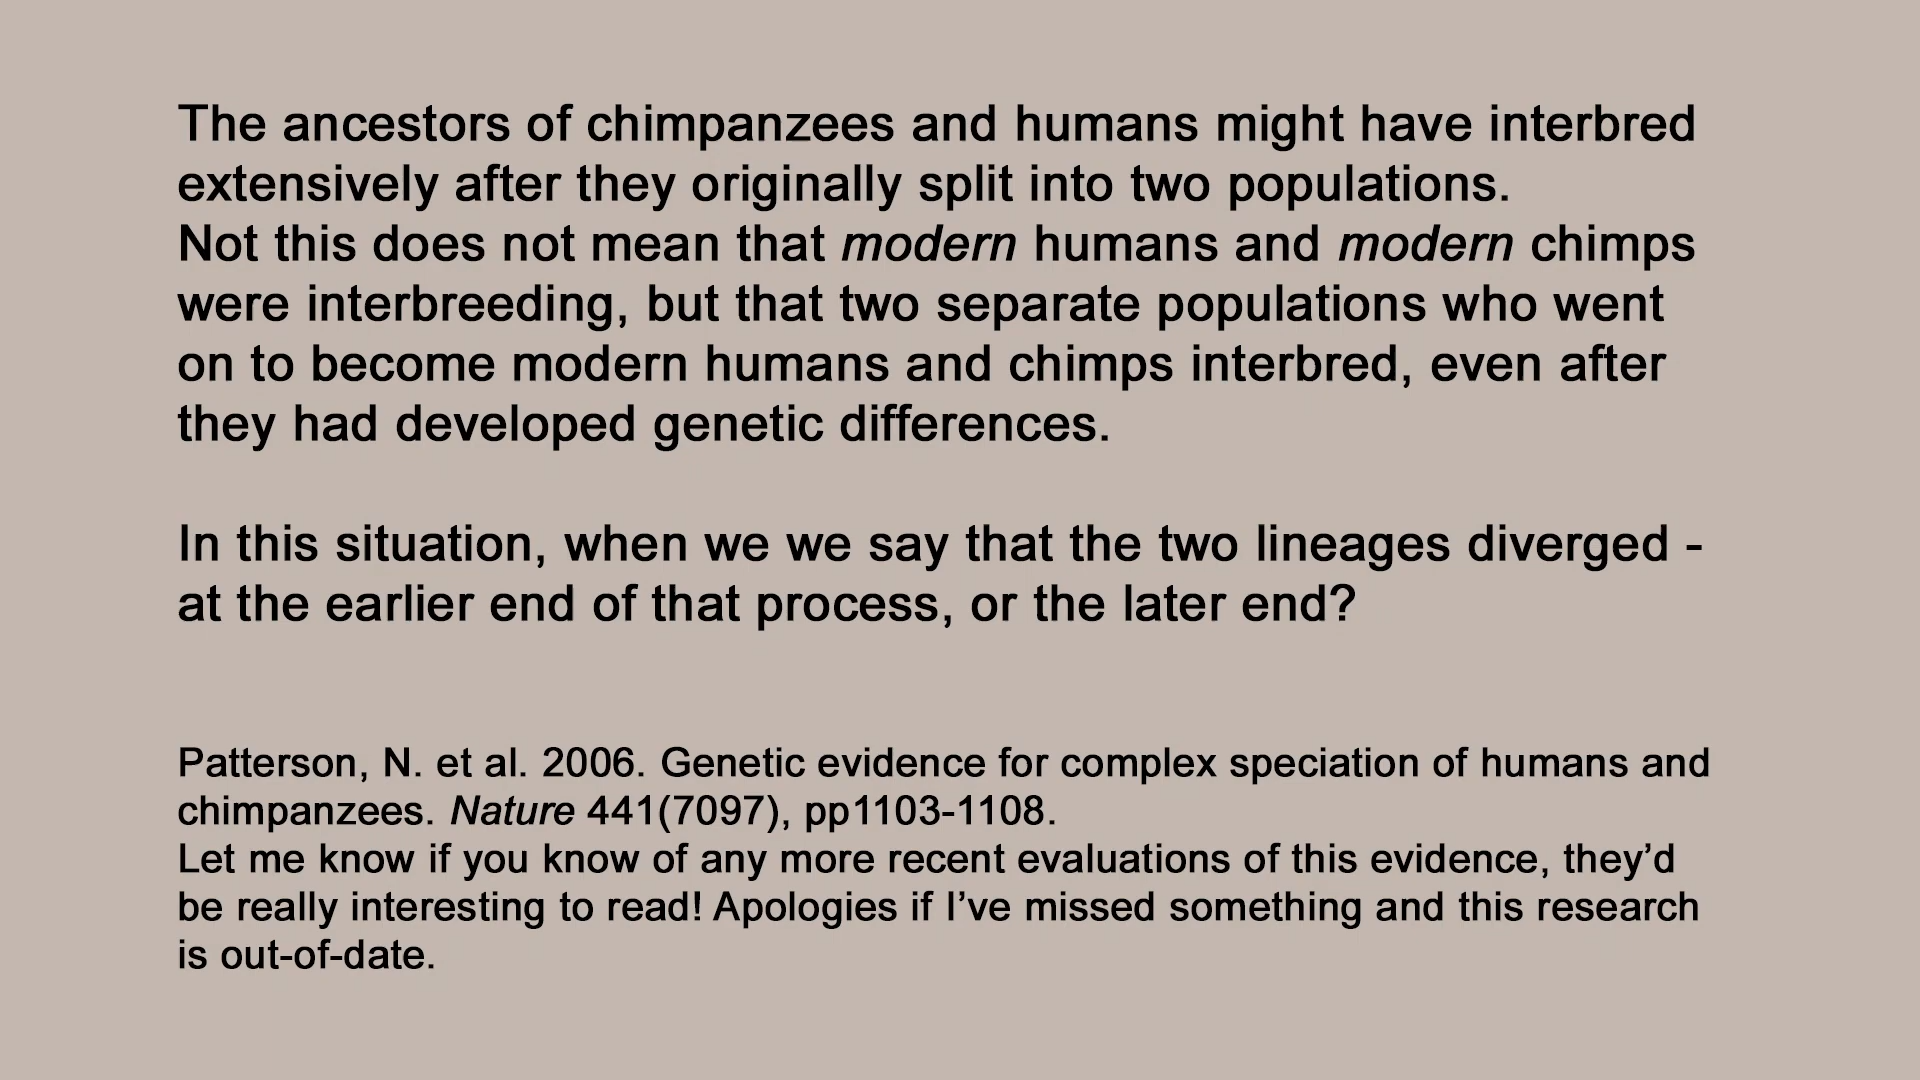 The ancestors of chimpanzees and humans might have interbred
extensively after they originally split into two populations.
Not this does not mean that modern humans and modern chimps
were interbreeding, but that two separate populations who went
on to become modern humans and chimps interbred, even after
they had developed genetic differences.
In this situation, when we we say that the two lineages diverged -
at the earlier end of that process, or the later end?
Patterson, N. et al. 2006. Genetic evidence for complex speciation of humans and
chimpanzees. Nature 441(7097), pp1103-1108.
Let me know if you know of any more recent evaluations of this evidence, they’d
be really interesting to read! Apologies if I’ve missed something and this research
is out-of-date.